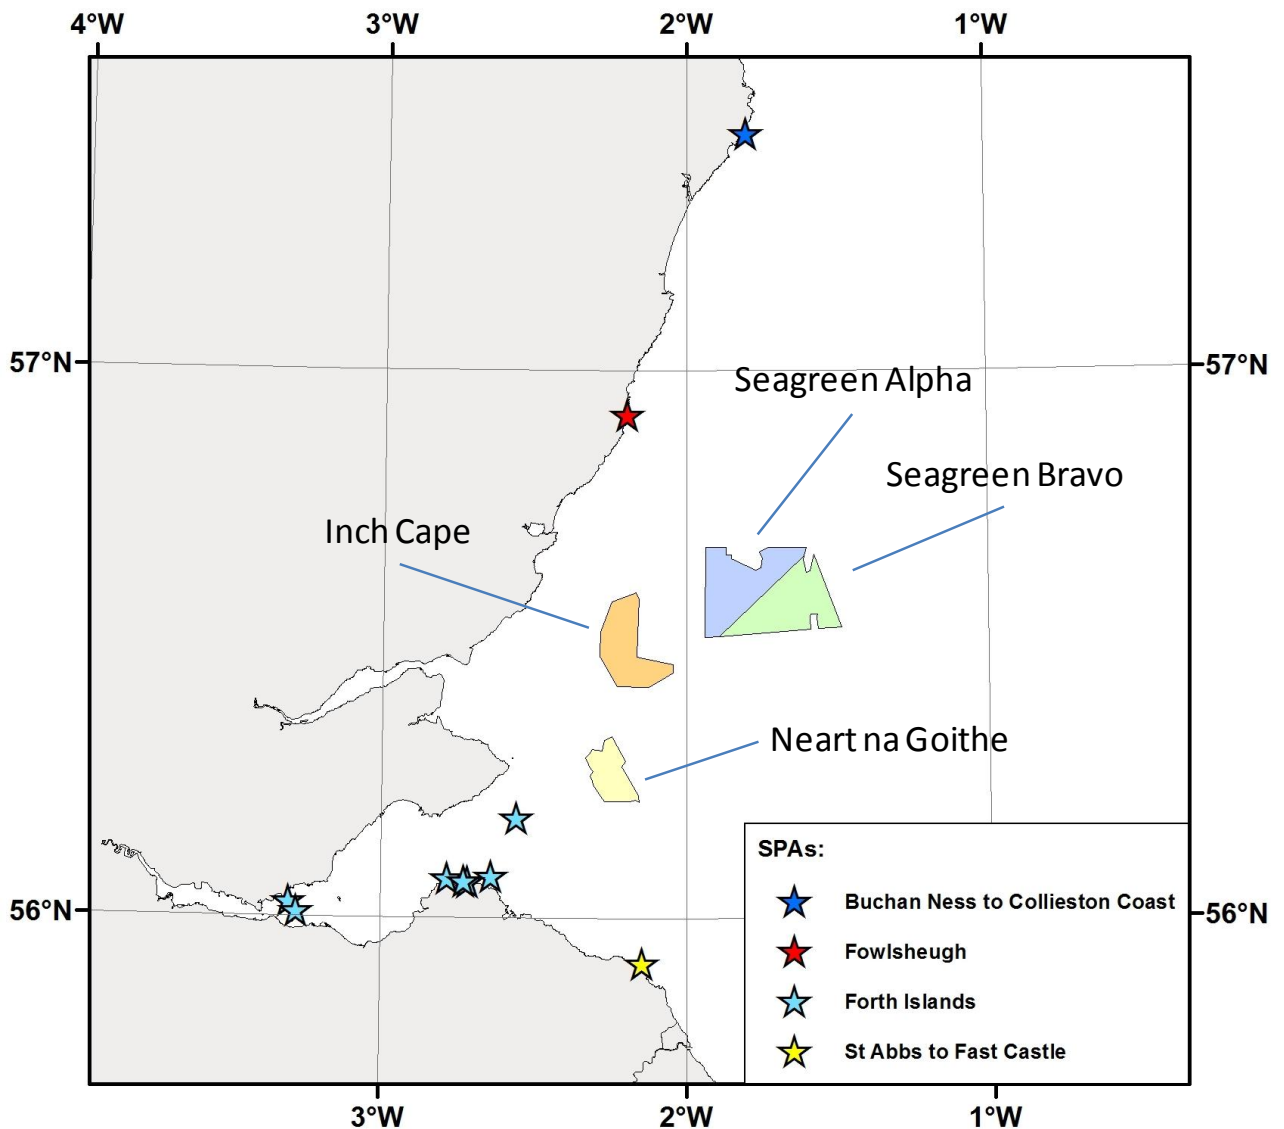 4°W 3°W 2°W 1°W
57°N 57°N
Seagreen Alpha
Seagreen Bravo
Inch Cape
Neart na Goithe
SPAs:
Buchan Ness to Collieston Coast
56°N 56°N
Fowlsheugh
Forth Islands
St Abbs to Fast Castle
3°W 2°W 1°W